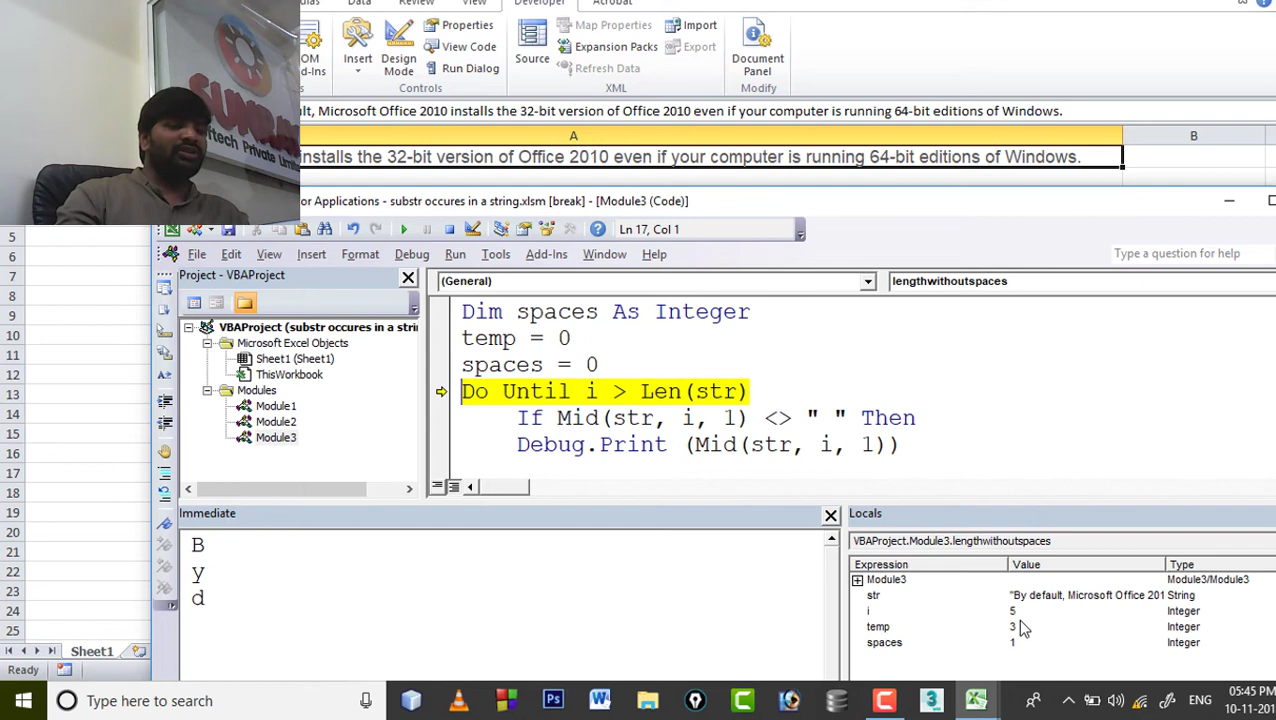 Data Review View Developer Acrobat
Insert
Design Mode
Properties
View Code
Run Dialog
Controls
Source
Map Properties
Expansion Packs
Refresh Data
Import
Export
XML
Document Panel
Modify
, Microsoft Office 2010 installs the 32-bit version of Office 2010 even if your computer is running 64-bit editions of Windows.
A B
installs the 32-bit version of Office 2010 even if your computer is running 64-bit editions of Windows.
or Applications - substr occures in a string.xlsm [break] - [Module3 (Code)]
Ln 17, Col 1
File Edit View Insert Format Debug Run Tools Add-Ins Window Help
Type a question for help
Project - VBAProject
VBAProject (substr occures in a strin
Microsoft Excel Objects
Sheet1 (Sheet1)
ThisWorkbook
Modules
Module1
Module2
Module3
(General)
lengthwithoutspaces
Dim spaces As Integer
temp = 0
spaces = 0
Do Until i > Len(str)
If Mid(str, i, 1) <> " " Then
Debug.Print (Mid(str, i, 1))
Immediate
B
y
d
Locals
VBAProject.Module3.lengthwithoutspaces
Expression Value Type
Module3 Module3/Module3
str "By default, Microsoft Office 201 String
i 5 Integer
temp 3 Integer
spaces 1 Integer
5
6
7
8
9
10
11
12
13
14
15
16
17
18
19
20
21
22
23
24
25
Sheet1
Ready
Type here to search
ENG
05:45 PM
10-11-201